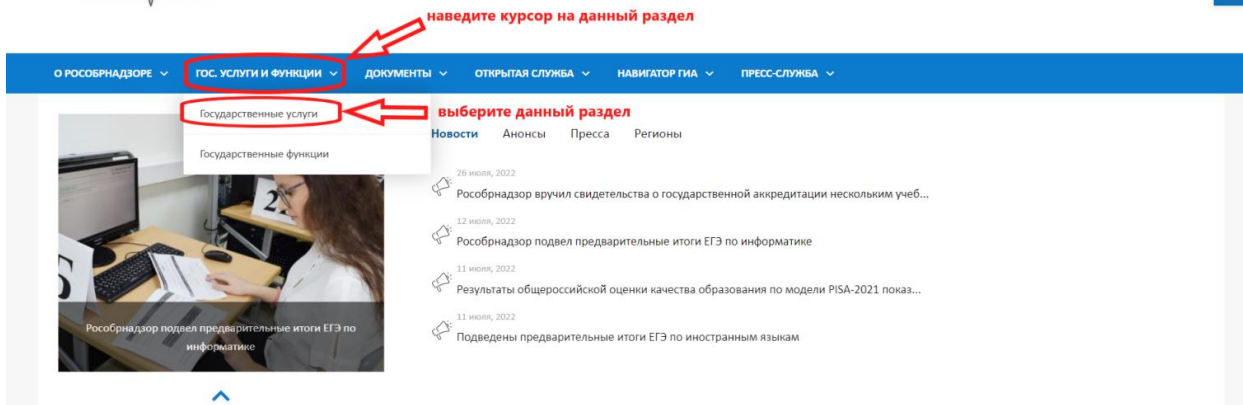 наведите курсор на данный раздел
О РОСОБРНАДЗОРЕ ГОС. УСЛУГИ И ФУНКЦИИ ДОКУМЕНТЫ ОТКРЫТАЯ СЛУЖБА НАВИГАТОР ГИА ПРЕСС-СЛУЖБА
Государственные услуги
выберите данный раздел
Государственные функции
Новости Анонсы Пресса Регионы
26 июля, 2022
Рособрнадзор вручил свидетельства о государственной аккредитации нескольким учеб...
12 июля, 2022
Рособрнадзор подвел предварительные итоги ЕГЭ по информатике
11 июля, 2022
Результаты общероссийской оценки качества образования по модели PISA-2021 показ...
11 июля, 2022
Подведены предварительные итоги ЕГЭ по иностранным языкам
Рособрнадзор подвел предварительные итоги ЕГЭ по
информатике